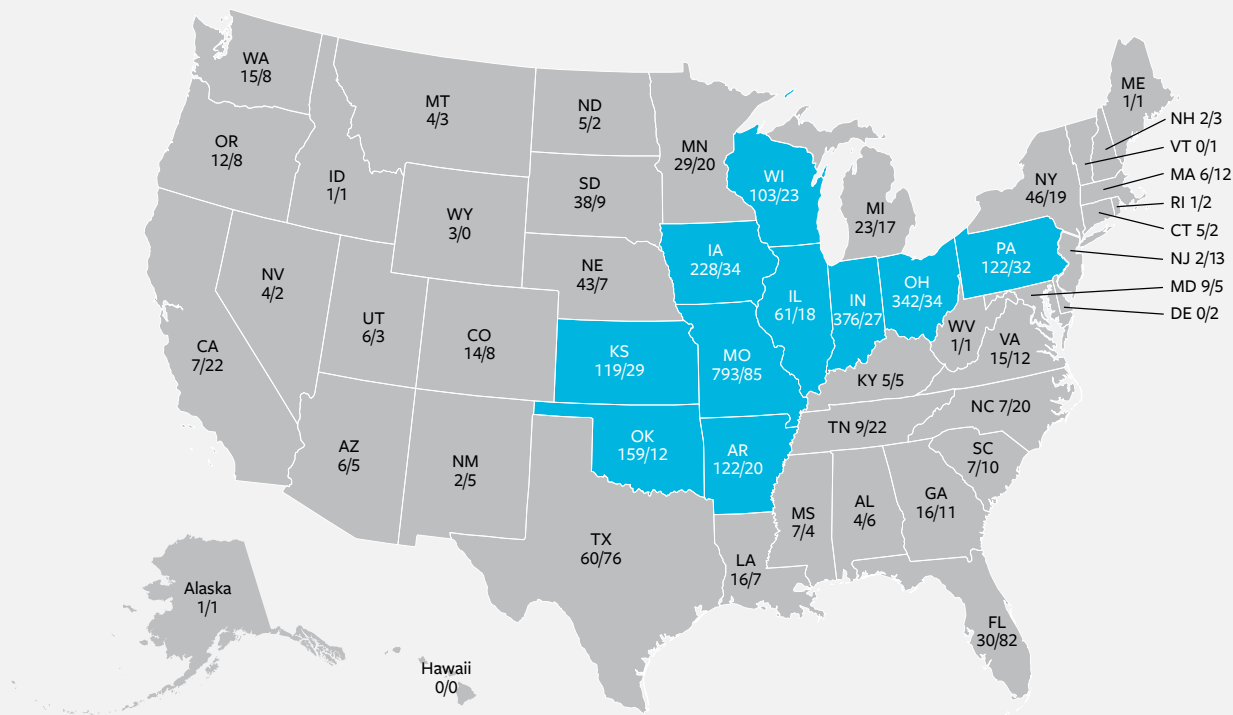 WA
15/8
OR
12/8
CA
7/22
NV
4/2
ID
1/1
MT
4/3
WY
3/0
UT
6/3
AZ
6/5
CO
14/8
NM
2/5
ND
5/2
SD
38/9
NE
43/7
KS
119/29
OK
159/12
TX
60/76
MN
29/20
IA
228/34
MO
793/85
AR
122/20
LA
16/7
WI
103/23
IL
61/18
MI
23/17
IN
376/27
OH
342/34
KY 5/5
TN 9/22
MS
7/4
AL
4/6
GA
16/11
FL
30/82
SC
7/10
NC 7/20
VA
15/12
WV
1/1
PA
122/32
NY
46/19
ME
1/1
NH 2/3
VT 0/1
MA 6/12
RI 1/2
CT 5/2
NJ 2/13
MD 9/5
DE 0/2
Alaska
1/1
Hawaii
0/0